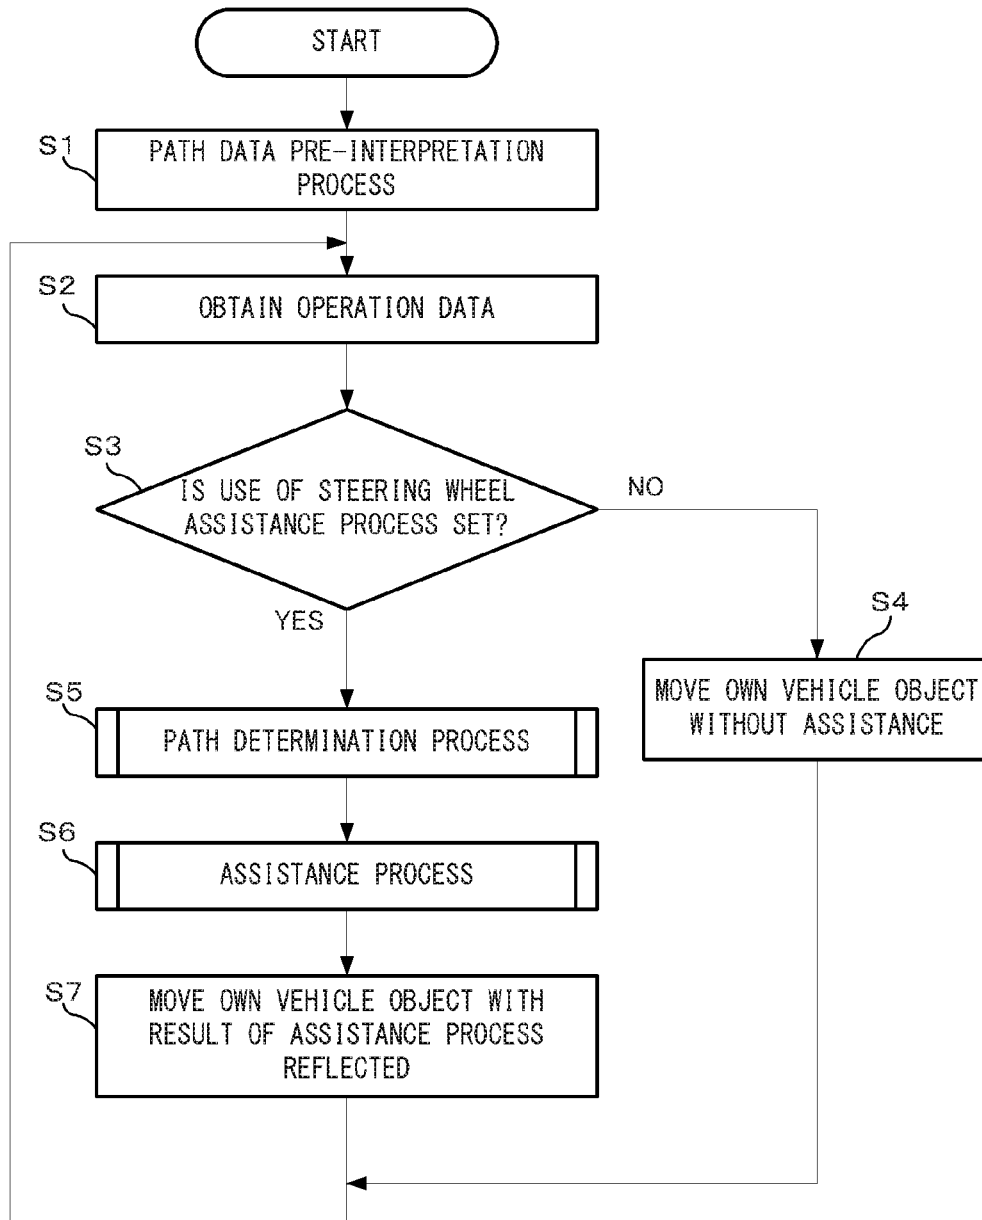 START
S1
PATH DATA PRE-INTERPRETATION
PROCESS
S2
OBTAIN OPERATION DATA
S3
IS USE OF STEERING WHEEL
ASSISTANCE PROCESS SET?
NO
YES
S4
MOVE OWN VEHICLE OBJECT
WITHOUT ASSISTANCE
S5
PATH DETERMINATION PROCESS
S6
ASSISTANCE PROCESS
S7
MOVE OWN VEHICLE OBJECT WITH
RESULT OF ASSISTANCE PROCESS
REFLECTED